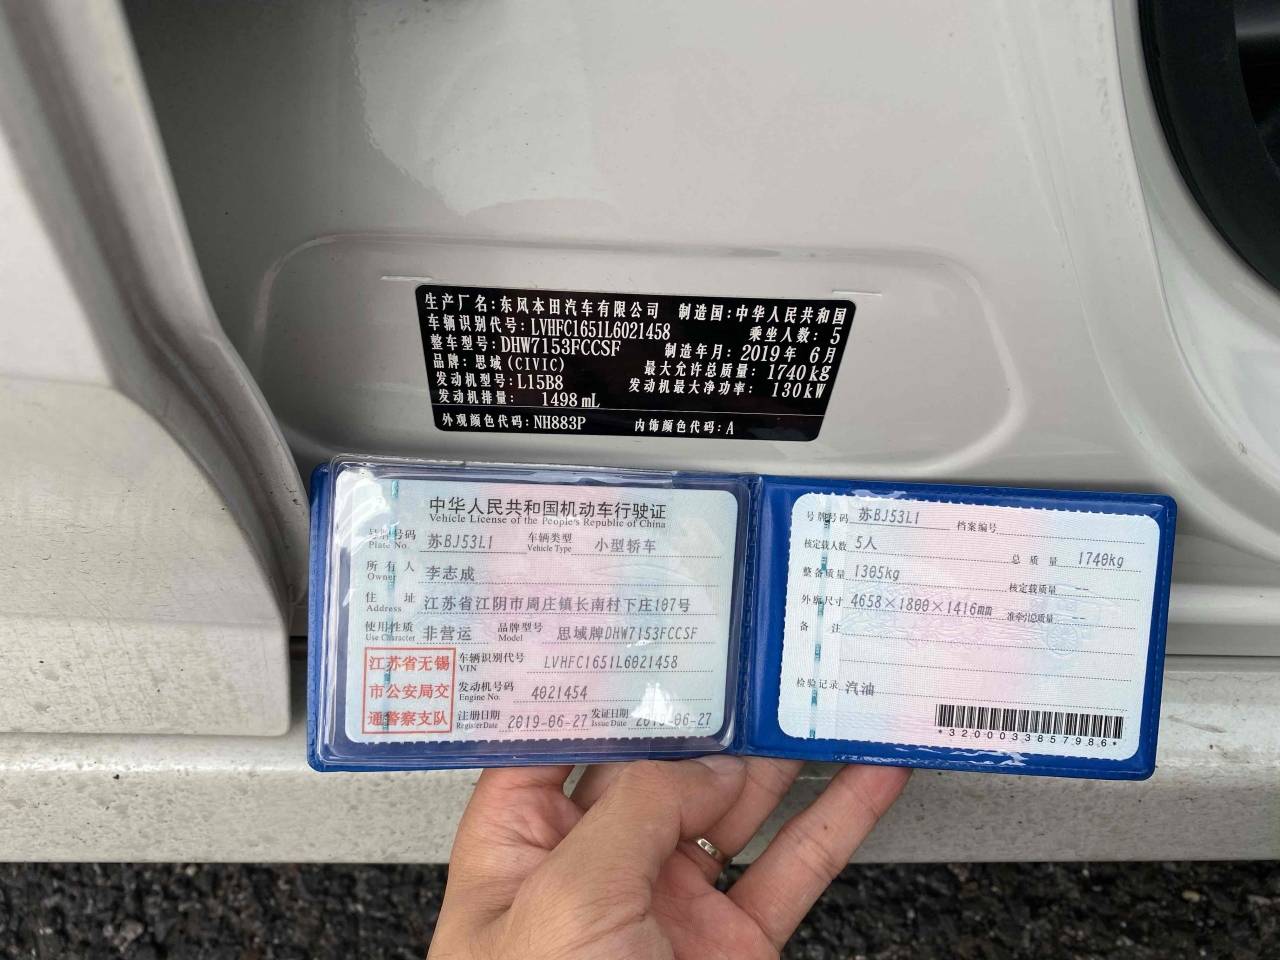 生产厂名:东风本田汽车有限公司 制造国:中华人民共和国
车辆识别代号:LVHFC1651L6021458 乘坐人数: 5
整车型号:DHW7153FCCSF 制造年月: 2019年 6月
品牌: 思域(CIVIC) 最大允许总质量: 1740kg
发动机型号:L15B8 发动机最大净功率: 130kW
发动机排量: 1498mL
外观颜色代码:NH883P 内饰颜色代码:A
中华人民共和国机动车行驶证
Vehicle License of the People's Republic of China
号牌号码 苏BJ53L1 车辆类型 小型轿车
Plate No. Vehicle Type
所有人 李志成
Owner
住址 江苏省江阴市周庄镇长南村下庄107号
Address
使用性质 非营运 品牌型号 思域牌DHW7153FCCSF
Use Character Model
江苏省无锡
市公安局交
通警察支队
车辆识别代号 LVHFC1651L6021458
VIN
发动机号码 4021454
Engine No.
注册日期 2019-06-27 发证日期 2019-06-27
Register Date Issue Date
号牌号码 苏BJ53L1 档案编号
核定载人数 5人 总质量 1740kg
整备质量 1305kg 核定载质量 --
外廓尺寸 4658×1800×1416mm 准牵引总质量 --
备注
检验记录 汽油
*3200033857986*